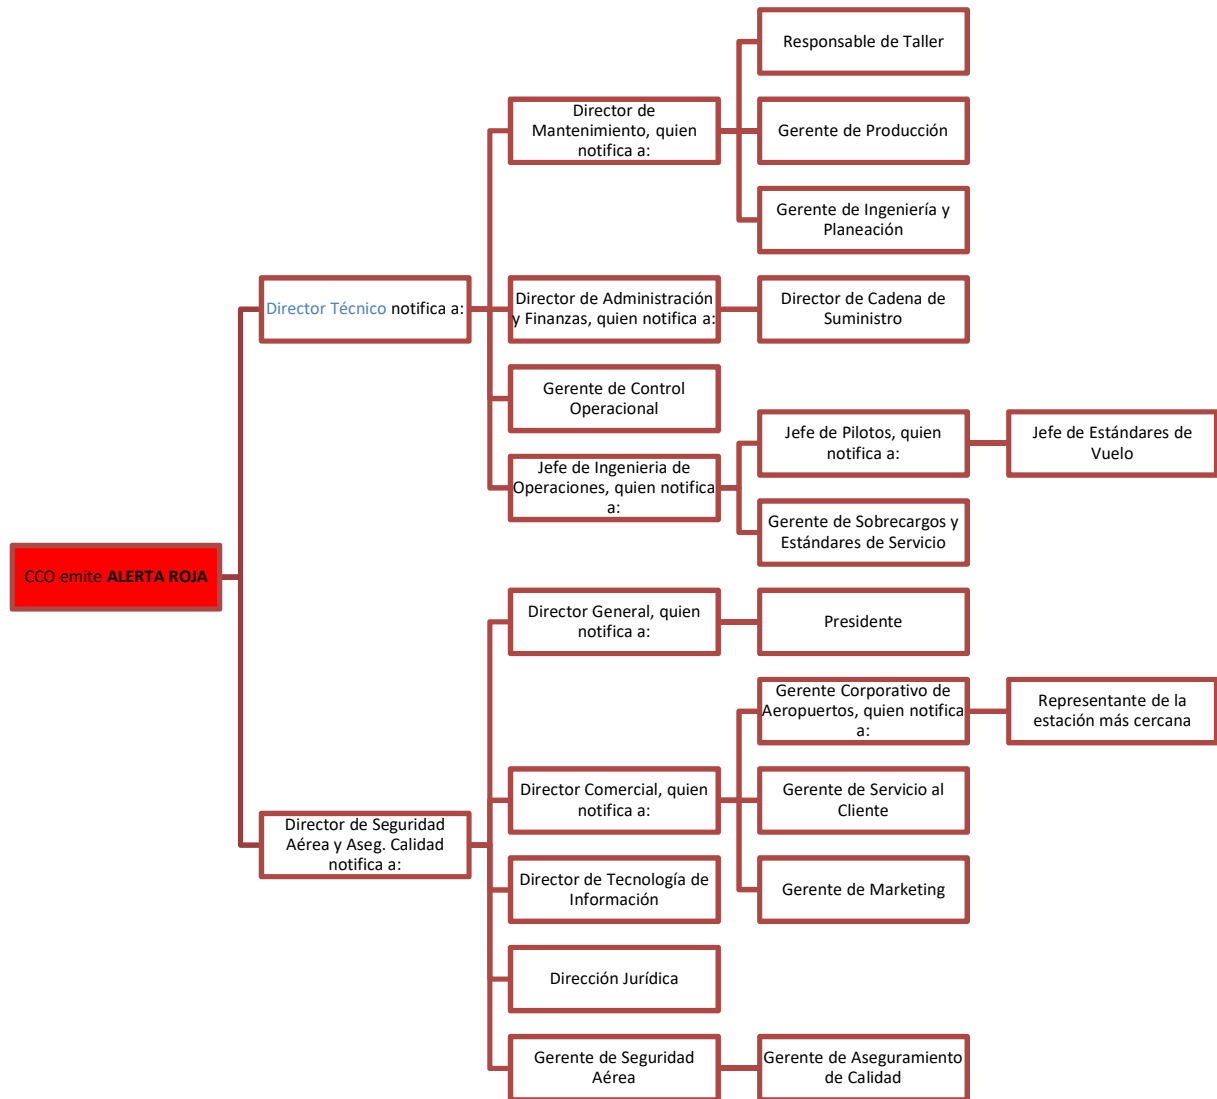 Responsable de Taller
Director de
Mantenimiento, quien
notifica a:
Gerente de Producción
Gerente de Ingeniería y
Planeación
Director Técnico notifica a:
Director de Administración
y Finanzas, quien notifica a:
Director de Cadena de
Suministro
Gerente de Control
Operacional
Jefe de Ingenieria de
Operaciones, quien notifica
a:
Jefe de Pilotos, quien
notifica a:
Jefe de Estándares de
Vuelo
Gerente de Sobrecargos y
Estándares de Servicio
CCO emite ALERTA ROJA
Director General, quien
notifica a:
Presidente
Gerente Corporativo de
Aeropuertos, quien notifica
a:
Representante de la
estación más cercana
Director Comercial, quien
notifica a:
Gerente de Servicio al
Cliente
Director de Seguridad
Aérea y Aseg. Calidad
notifica a:
Director de Tecnología de
Información
Gerente de Marketing
Dirección Jurídica
Gerente de Seguridad
Aérea
Gerente de Aseguramiento
de Calidad